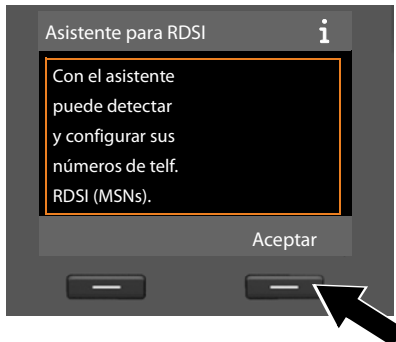 Asistente para RDSI i
Con el asistente
puede detectar
y configurar sus
números de telf.
RDSI (MSNs).
Aceptar